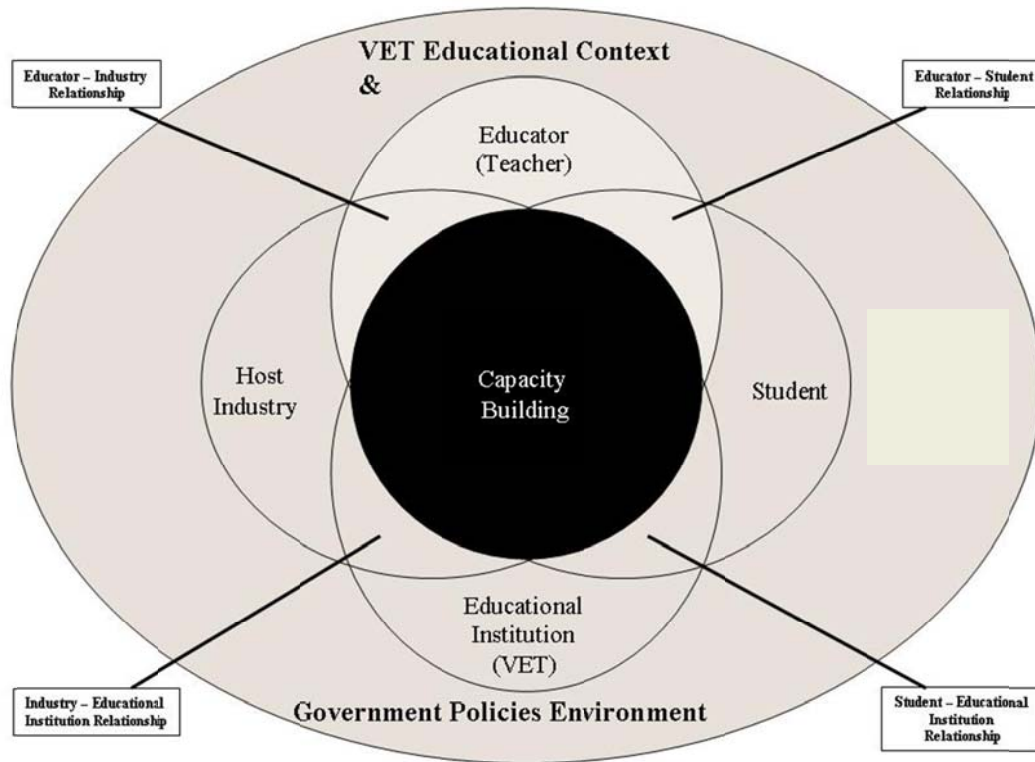 VET Educational Context
&
Educator – Industry
Relationship
Educator – Student
Relationship
Educator
(Teacher)
Host
Industry
Capacity
Building
Student
Educational
Institution
(VET)
Industry – Educational
Institution Relationship
Government Policies Environment
Student – Educational
Institution
Relationship